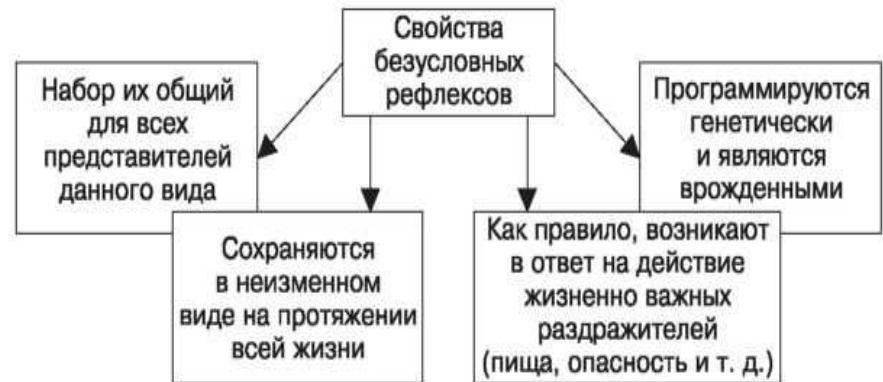 Свойства
безусловных
рефлексов
Набор их общий
для всех
представителей
данного вида
Сохраняются
в неизменном
виде на протяжении
всей жизни
Как правило, возникают
в ответ на действие
жизненно важных
раздражителей
(пища, опасность и т. д.)
Программируются
генетически
и являются
врожденными